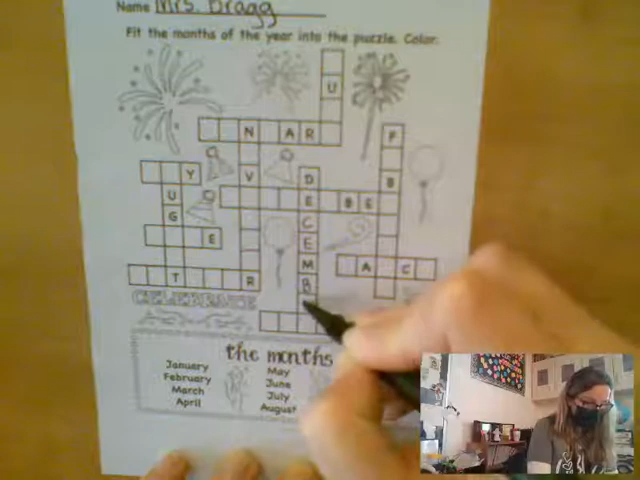 Name Mrs. Bragg
Fit the months of the year into the puzzle. Color.
U
N A R F
Y V D B
U E B E
G C
E E
M A C
T R B
CELEBRATE
the months
January May
February June
March July
April August